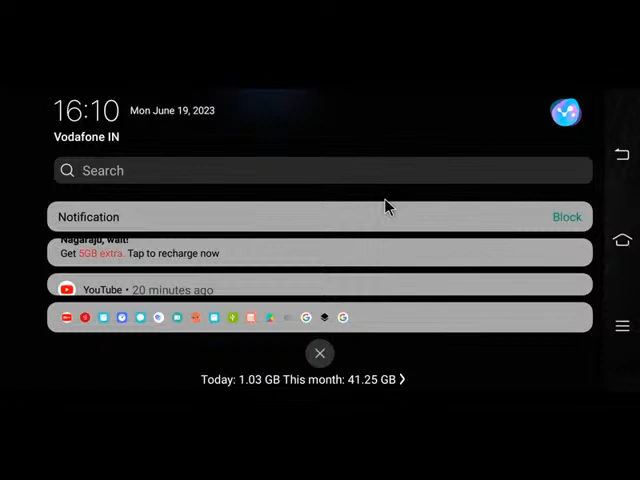 16:10 Mon June 19, 2023
Vodafone IN
Search
Notification Block
Nagaraju, wait!
Get 5GB extra. Tap to recharge now
YouTube • 20 minutes ago
Today: 1.03 GB This month: 41.25 GB